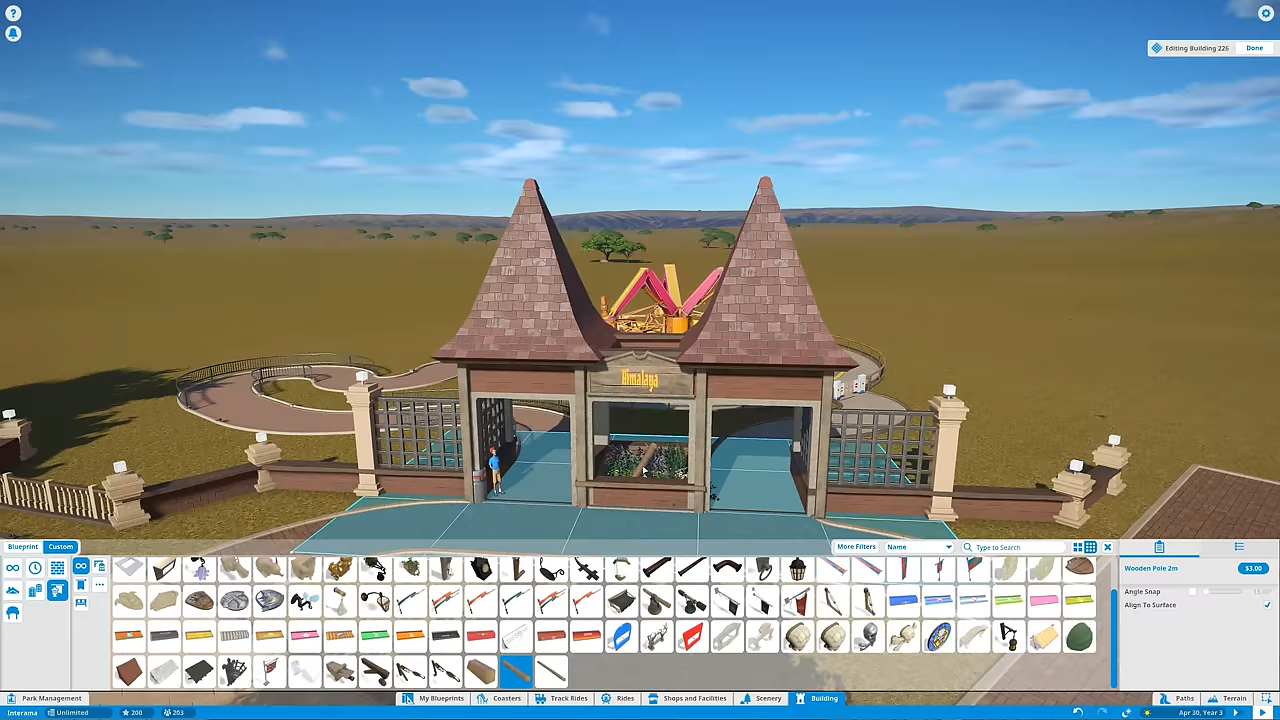 ?
Editing Building 226
Done
Himalaya
Blueprint
Custom
More Filters
Name
Type to Search
Wooden Pole 2m
$3.00
Angle Snap
15.00°
Align To Surface
Park Management
My Blueprints
Coasters
Track Rides
Rides
Shops and Facilities
Scenery
Building
Paths
Terrain
Interama
Unlimited
200
203
Apr 30, Year 3